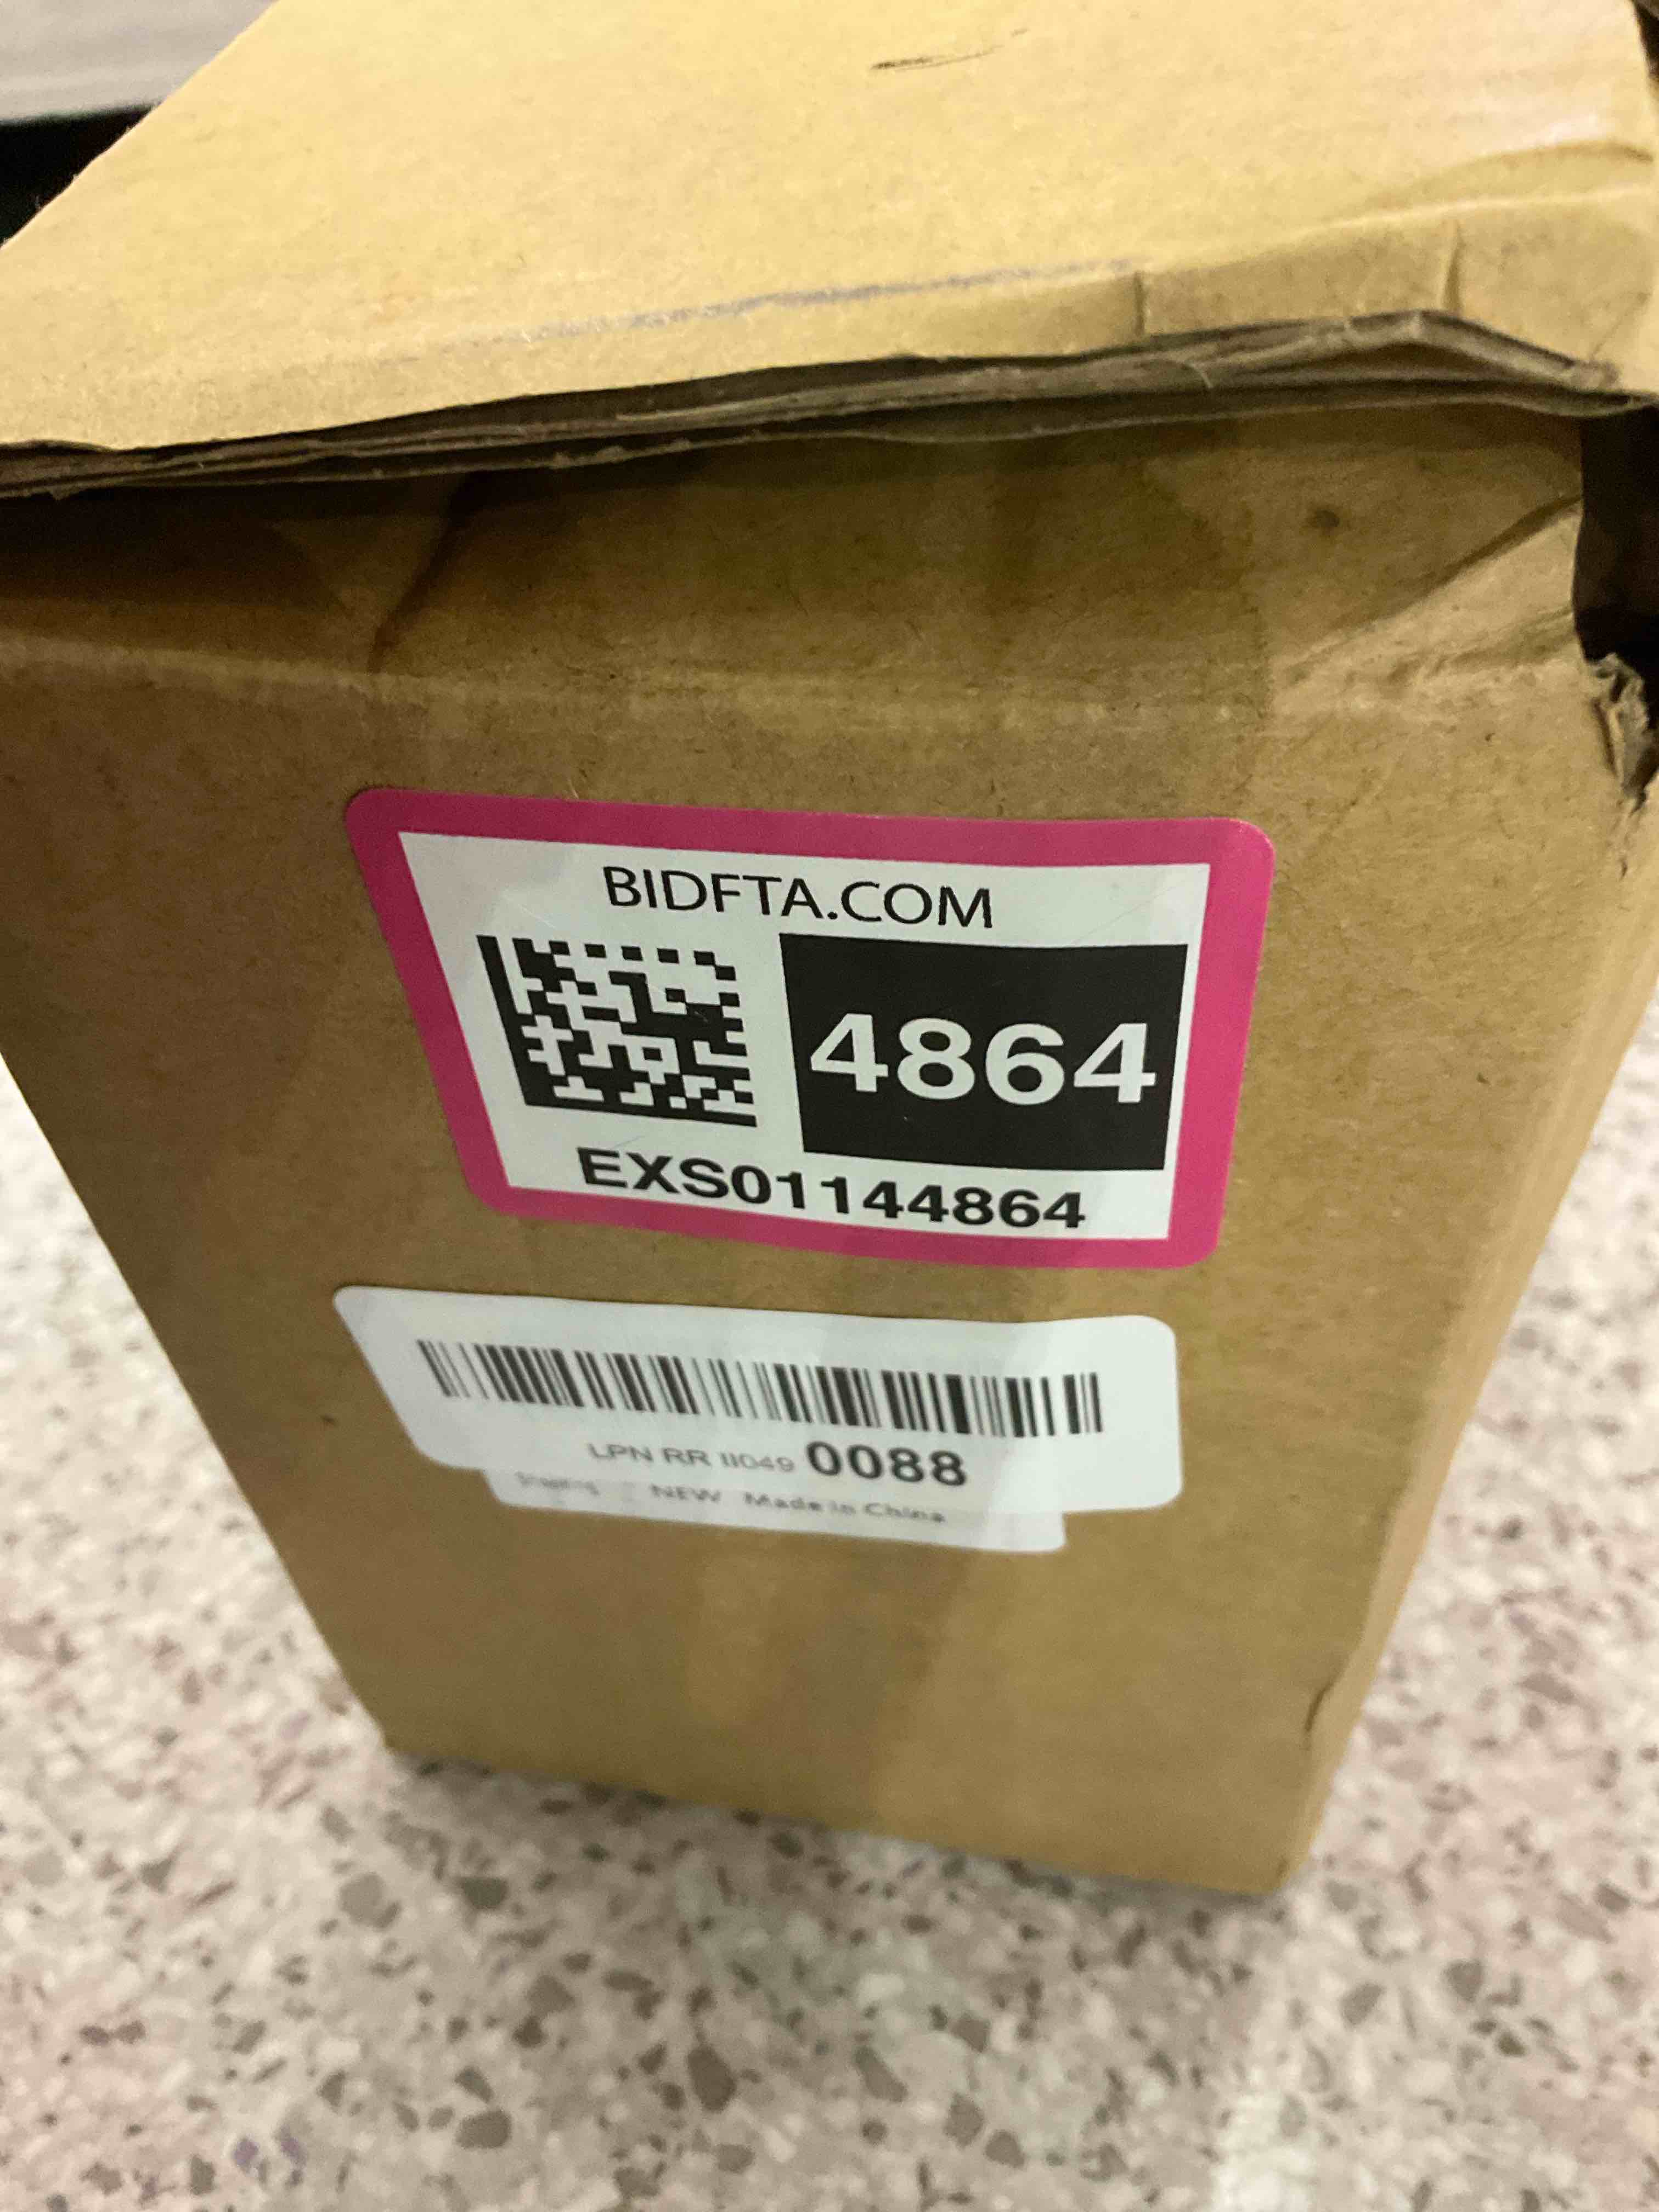 BIDFTA.COM
4864
EXS01144864
LPN RR II049 0088
NEW Made in China